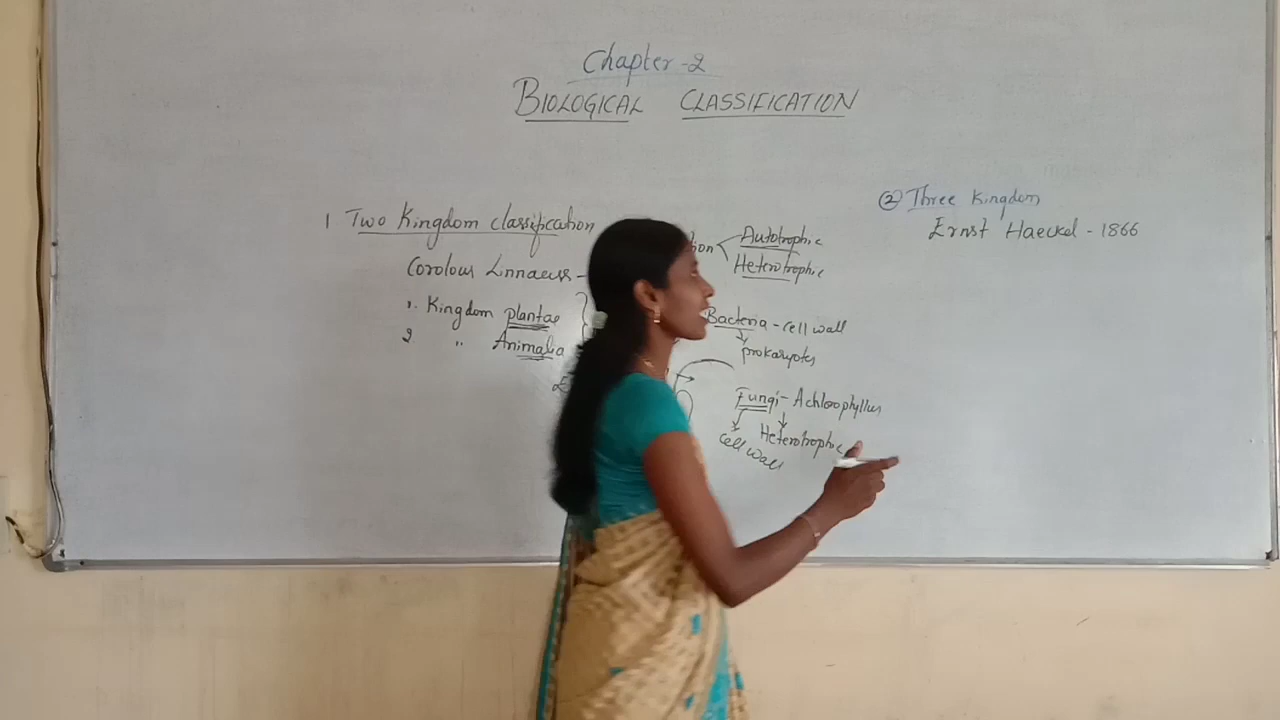 Chapter-2
BIOLOGICAL CLASSIFICATION
1 Two Kingdom classification
Corolous Linnaeus -
1. Kingdom plantae
2 " Animalia
tion
Autotrophic
Heterotrophic
Bacteria - cell wall
prokaryotes
Fungi - Achlorophyllus
Heterotrophic
cell wall
② Three Kingdom
Ernst Haeckel - 1866